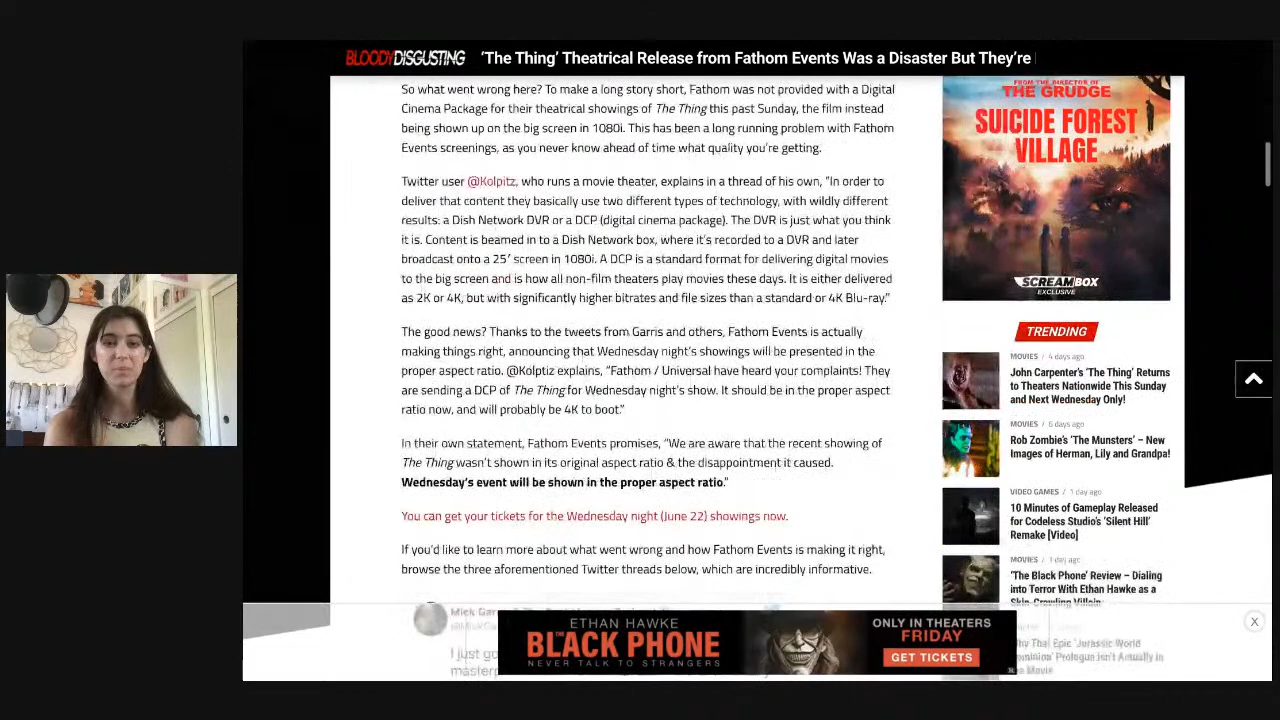 BLOODY DISGUSTING
'The Thing' Theatrical Release from Fathom Events Was a Disaster But They're
So what went wrong here? To make a long story short, Fathom was not provided with a Digital
Cinema Package for their theatrical showings of The Thing this past Sunday, the film instead
being shown up on the big screen in 1080i. This has been a long running problem with Fathom
Events screenings, as you never know ahead of time what quality you're getting.
Twitter user @Kolpitz, who runs a movie theater, explains in a thread of his own, "In order to
deliver that content they basically use two different types of technology, with wildly different
results: a Dish Network DVR or a DCP (digital cinema package). The DVR is just what you think
it is. Content is beamed in to a Dish Network box, where it's recorded to a DVR and later
broadcast onto a 25′ screen in 1080i. A DCP is a standard format for delivering digital movies
to the big screen and is how all non-film theaters play movies these days. It is either delivered
as 2K or 4K, but with significantly higher bitrates and file sizes than a standard or 4K Blu-ray."
The good news? Thanks to the tweets from Garris and others, Fathom Events is actually
making things right, announcing that Wednesday night's showings will be presented in the
proper aspect ratio. @Kolptiz explains, "Fathom / Universal have heard your complaints! They
are sending a DCP of The Thing for Wednesday night's show. It should be in the proper aspect
ratio now, and will probably be 4K to boot."
In their own statement, Fathom Events promises, "We are aware that the recent showing of
The Thing wasn't shown in its original aspect ratio & the disappointment it caused.
Wednesday's event will be shown in the proper aspect ratio."
You can get your tickets for the Wednesday night (June 22) showings now.
If you'd like to learn more about what went wrong and how Fathom Events is making it right,
browse the three aforementioned Twitter threads below, which are incredibly informative.
Mick
I just
FROM THE DIRECTOR OF
THE GRUDGE
SUICIDE FOREST
VILLAGE
SCREAMBOX
EXCLUSIVE
TRENDING
MOVIES / 4 days ago
John Carpenter's 'The Thing' Returns
to Theaters Nationwide This Sunday
and Next Wednesday Only!
MOVIES / 6 days ago
Rob Zombie's 'The Munsters' – New
Images of Herman, Lily and Grandpa!
VIDEO GAMES / 1 day ago
10 Minutes of Gameplay Released
for Codeless Studio's 'Silent Hill'
Remake [Video]
MOVIES / 1 day ago
'The Black Phone' Review – Dialing
into Terror With Ethan Hawke as a
Skin-Crawling Villain
Why The Epic 'Jurassic World
Dominion' Prologue Isn't Actually in
Movie
ETHAN HAWKE
THE BLACK PHONE
NEVER TALK TO STRANGERS
ONLY IN THEATERS
FRIDAY
GET TICKETS
X